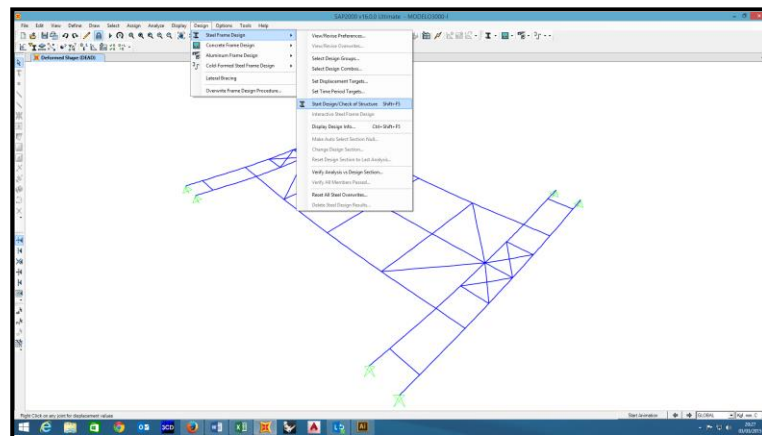 SAP2000 v16.0.0 Ultimate - MODELO3000-I
File Edit View Define Draw Select Assign Analyze Display Design Options Tools Help
Deformed Shape (DEAD)
Steel Frame Design
Concrete Frame Design
Aluminum Frame Design
Cold-Formed Steel Frame Design
Lateral Bracing
Overwrite Frame Design Procedure...
View/Revise Preferences...
View/Revise Overwrites...
Select Design Groups...
Select Design Combos...
Set Displacement Targets...
Set Time Period Targets...
Start Design/Check of Structure Shift+F5
Interactive Steel Frame Design
Display Design Info... Ctrl+Shift+F5
Make Auto Select Section Null...
Change Design Section...
Reset Design Section to Last Analysis...
Verify Analysis vs Design Section...
Verify All Members Passed...
Reset All Steel Overwrites...
Delete Steel Design Results...
Right Click on any joint for displacement values
Start Animation GLOBAL Kgf, mm, C
20:27